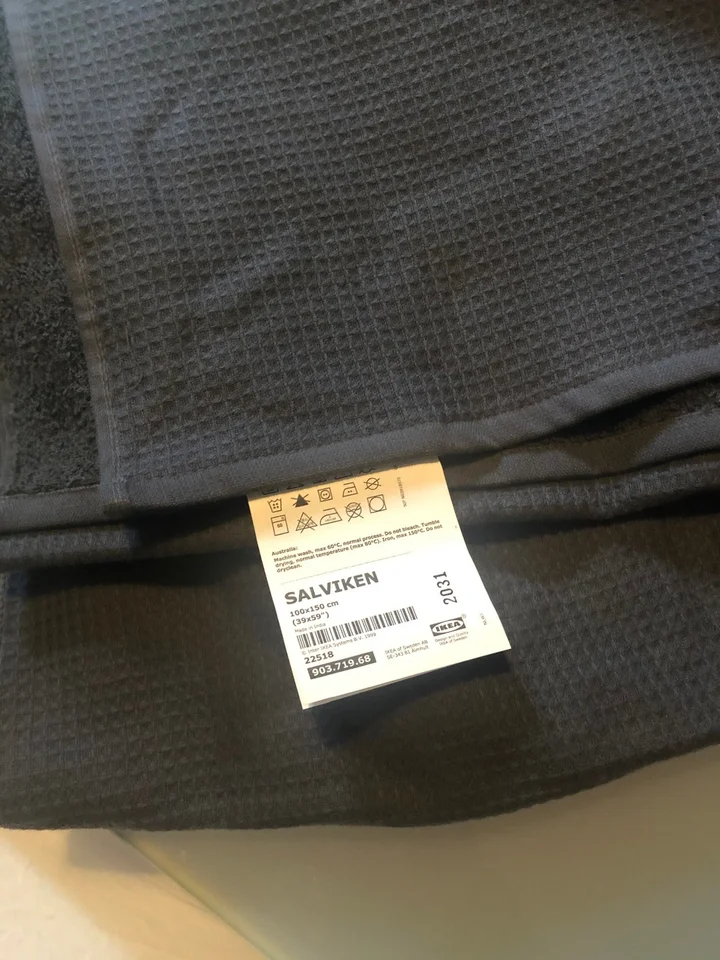 Australia:
Machine wash, max 60°C, normal process. Do not bleach. Tumble
drying, normal temperature (max 80°C). Iron, max 150°C. Do not
dryclean.
SALVIKEN
100x150 cm
(39x59")
Made in India
© Inter IKEA Systems B.V. 1999
22518
903.719.68
2031
IKEA
Design and Quality
IKEA of Sweden
IKEA of Sweden AB
SE-343 81 Älmhult